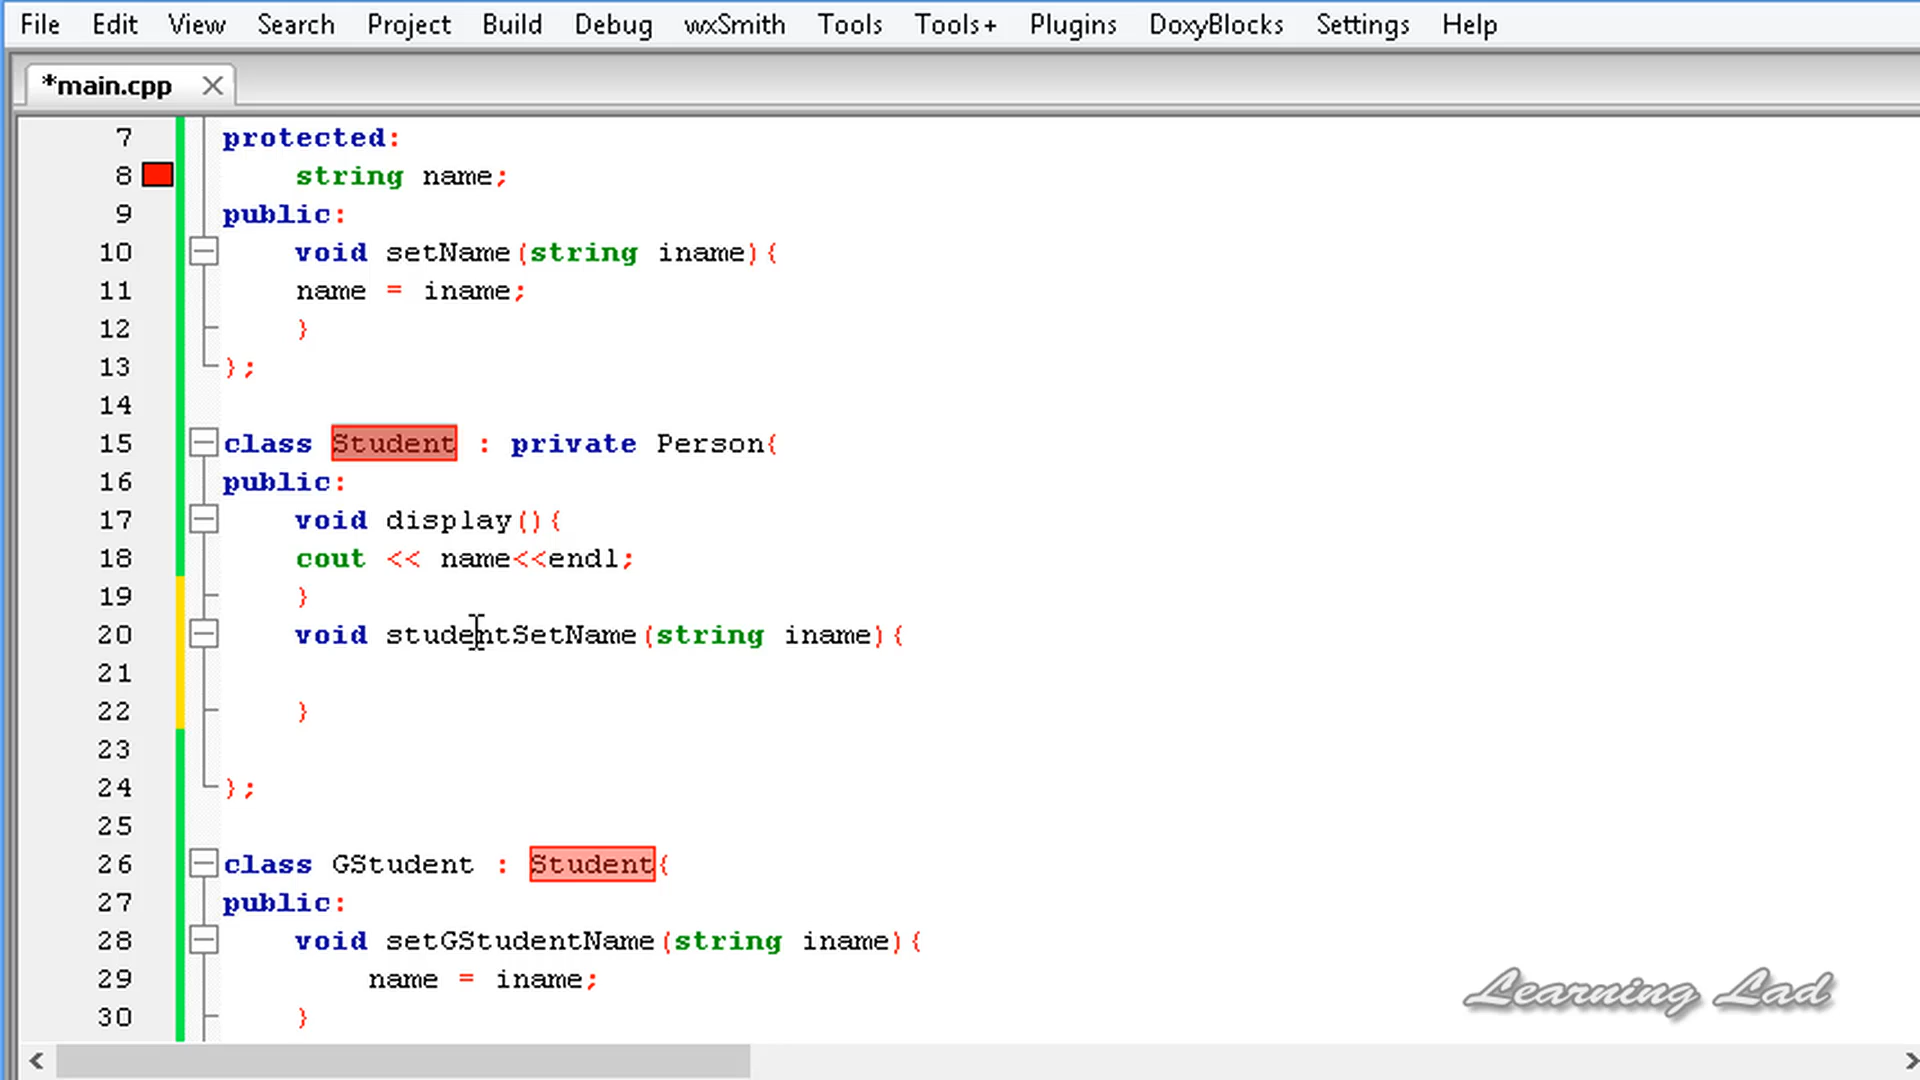 File Edit View Search Project Build Debug wxSmith Tools Tools+ Plugins DoxyBlocks Settings Help
*main.cpp
7 protected:
8 string name;
9 public:
10 void setName(string iname){
11 name = iname;
12 }
13 };
14
15 class Student : private Person{
16 public:
17 void display(){
18 cout << name<<endl;
19 }
20 void studentSetName(string iname){
21
22 }
23
24 };
25
26 class GStudent : Student{
27 public:
28 void setGStudentName(string iname){
29 name = iname;
30 }
Learning Lad